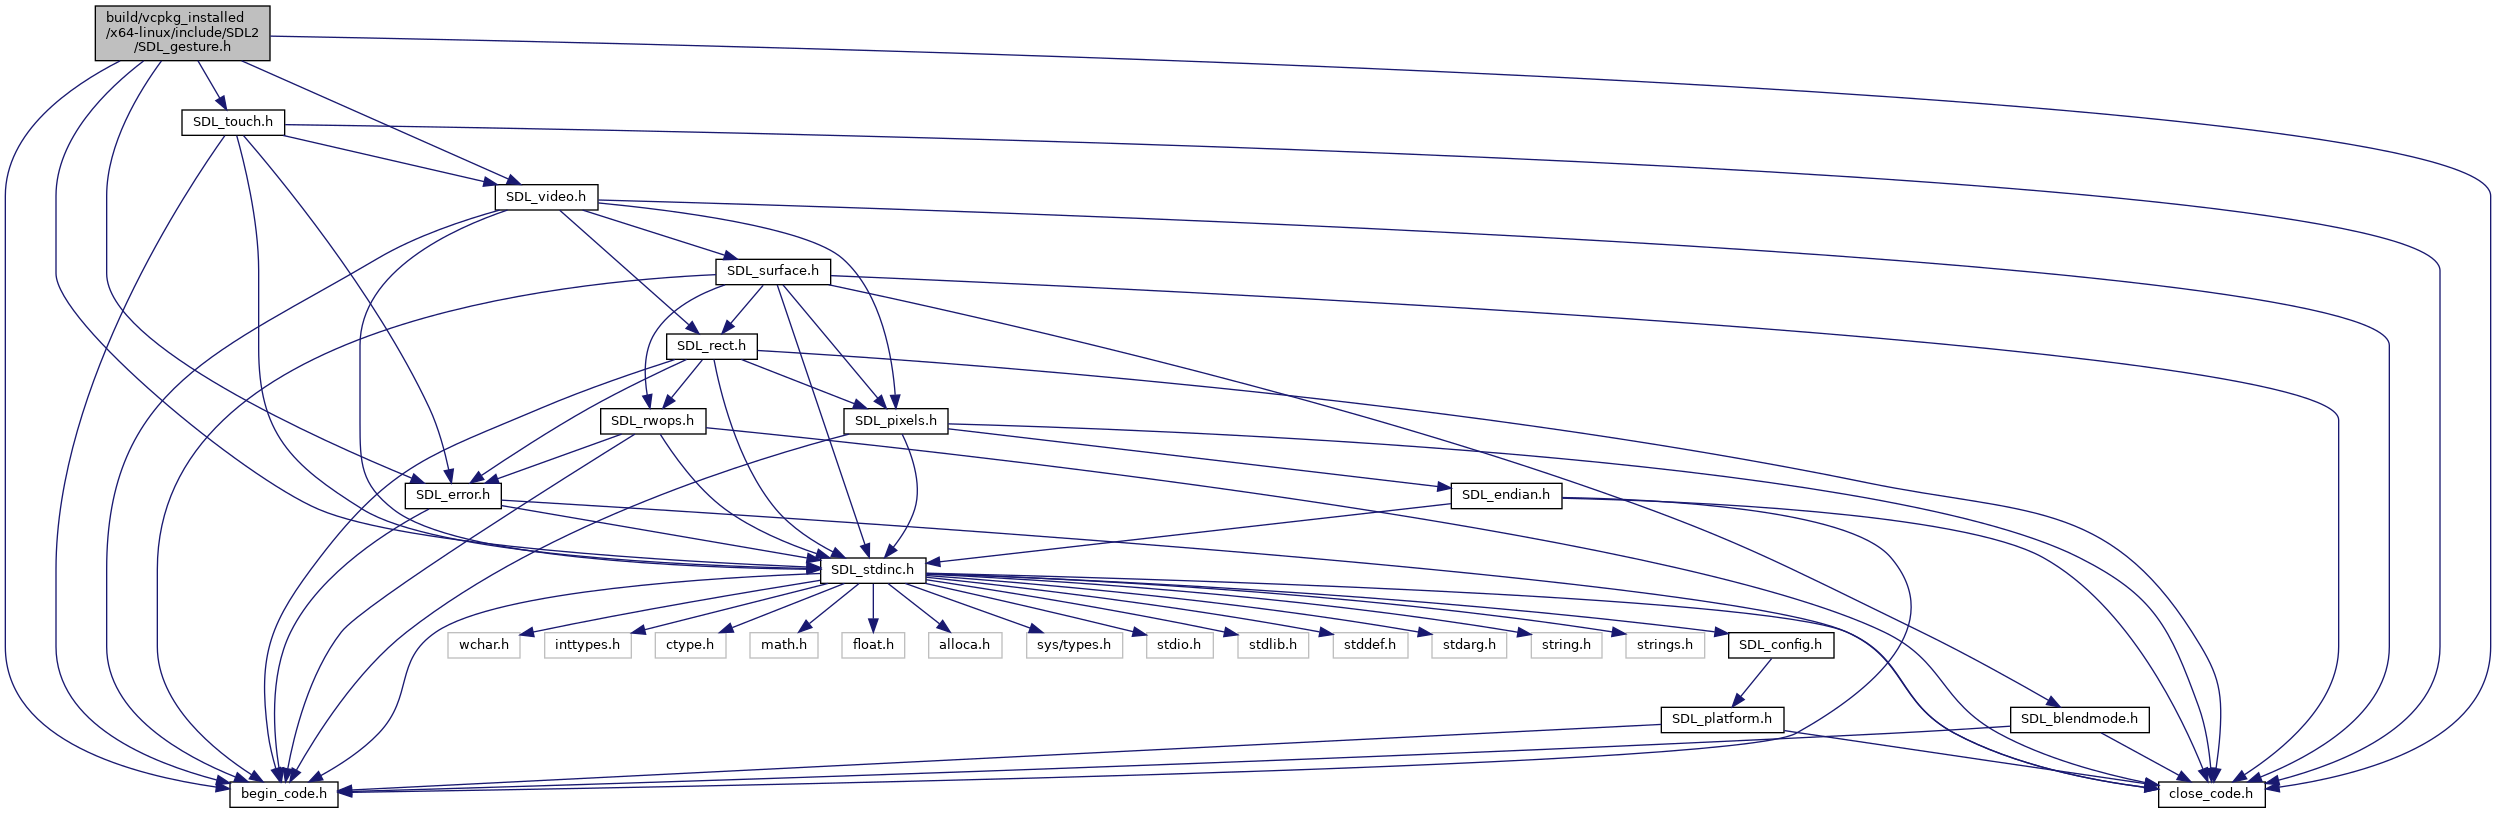 build/vcpkg_installed
/x64-linux/include/SDL2
/SDL_gesture.h
SDL_touch.h
SDL_video.h
SDL_surface.h
SDL_rect.h
SDL_rwops.h
SDL_pixels.h
SDL_error.h
SDL_endian.h
SDL_stdinc.h
wchar.h
inttypes.h
ctype.h
math.h
float.h
alloca.h
sys/types.h
stdio.h
stdlib.h
stddef.h
stdarg.h
string.h
strings.h
SDL_config.h
SDL_platform.h
SDL_blendmode.h
begin_code.h
close_code.h